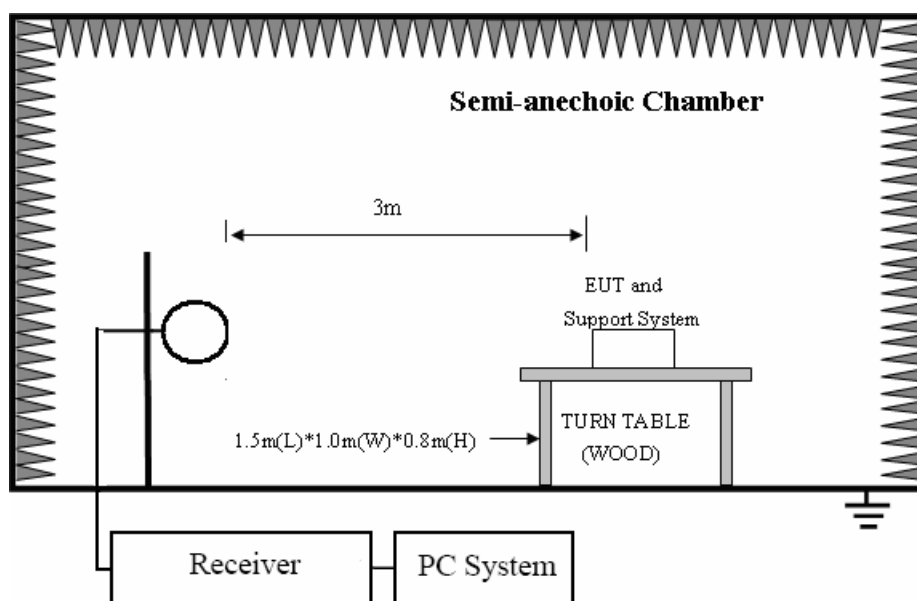 Semi-anechoic Chamber
3m
EUT and
Support System
1.5m(L)*1.0m(W)*0.8m(H)
TURN TABLE
(WOOD)
Receiver
PC System